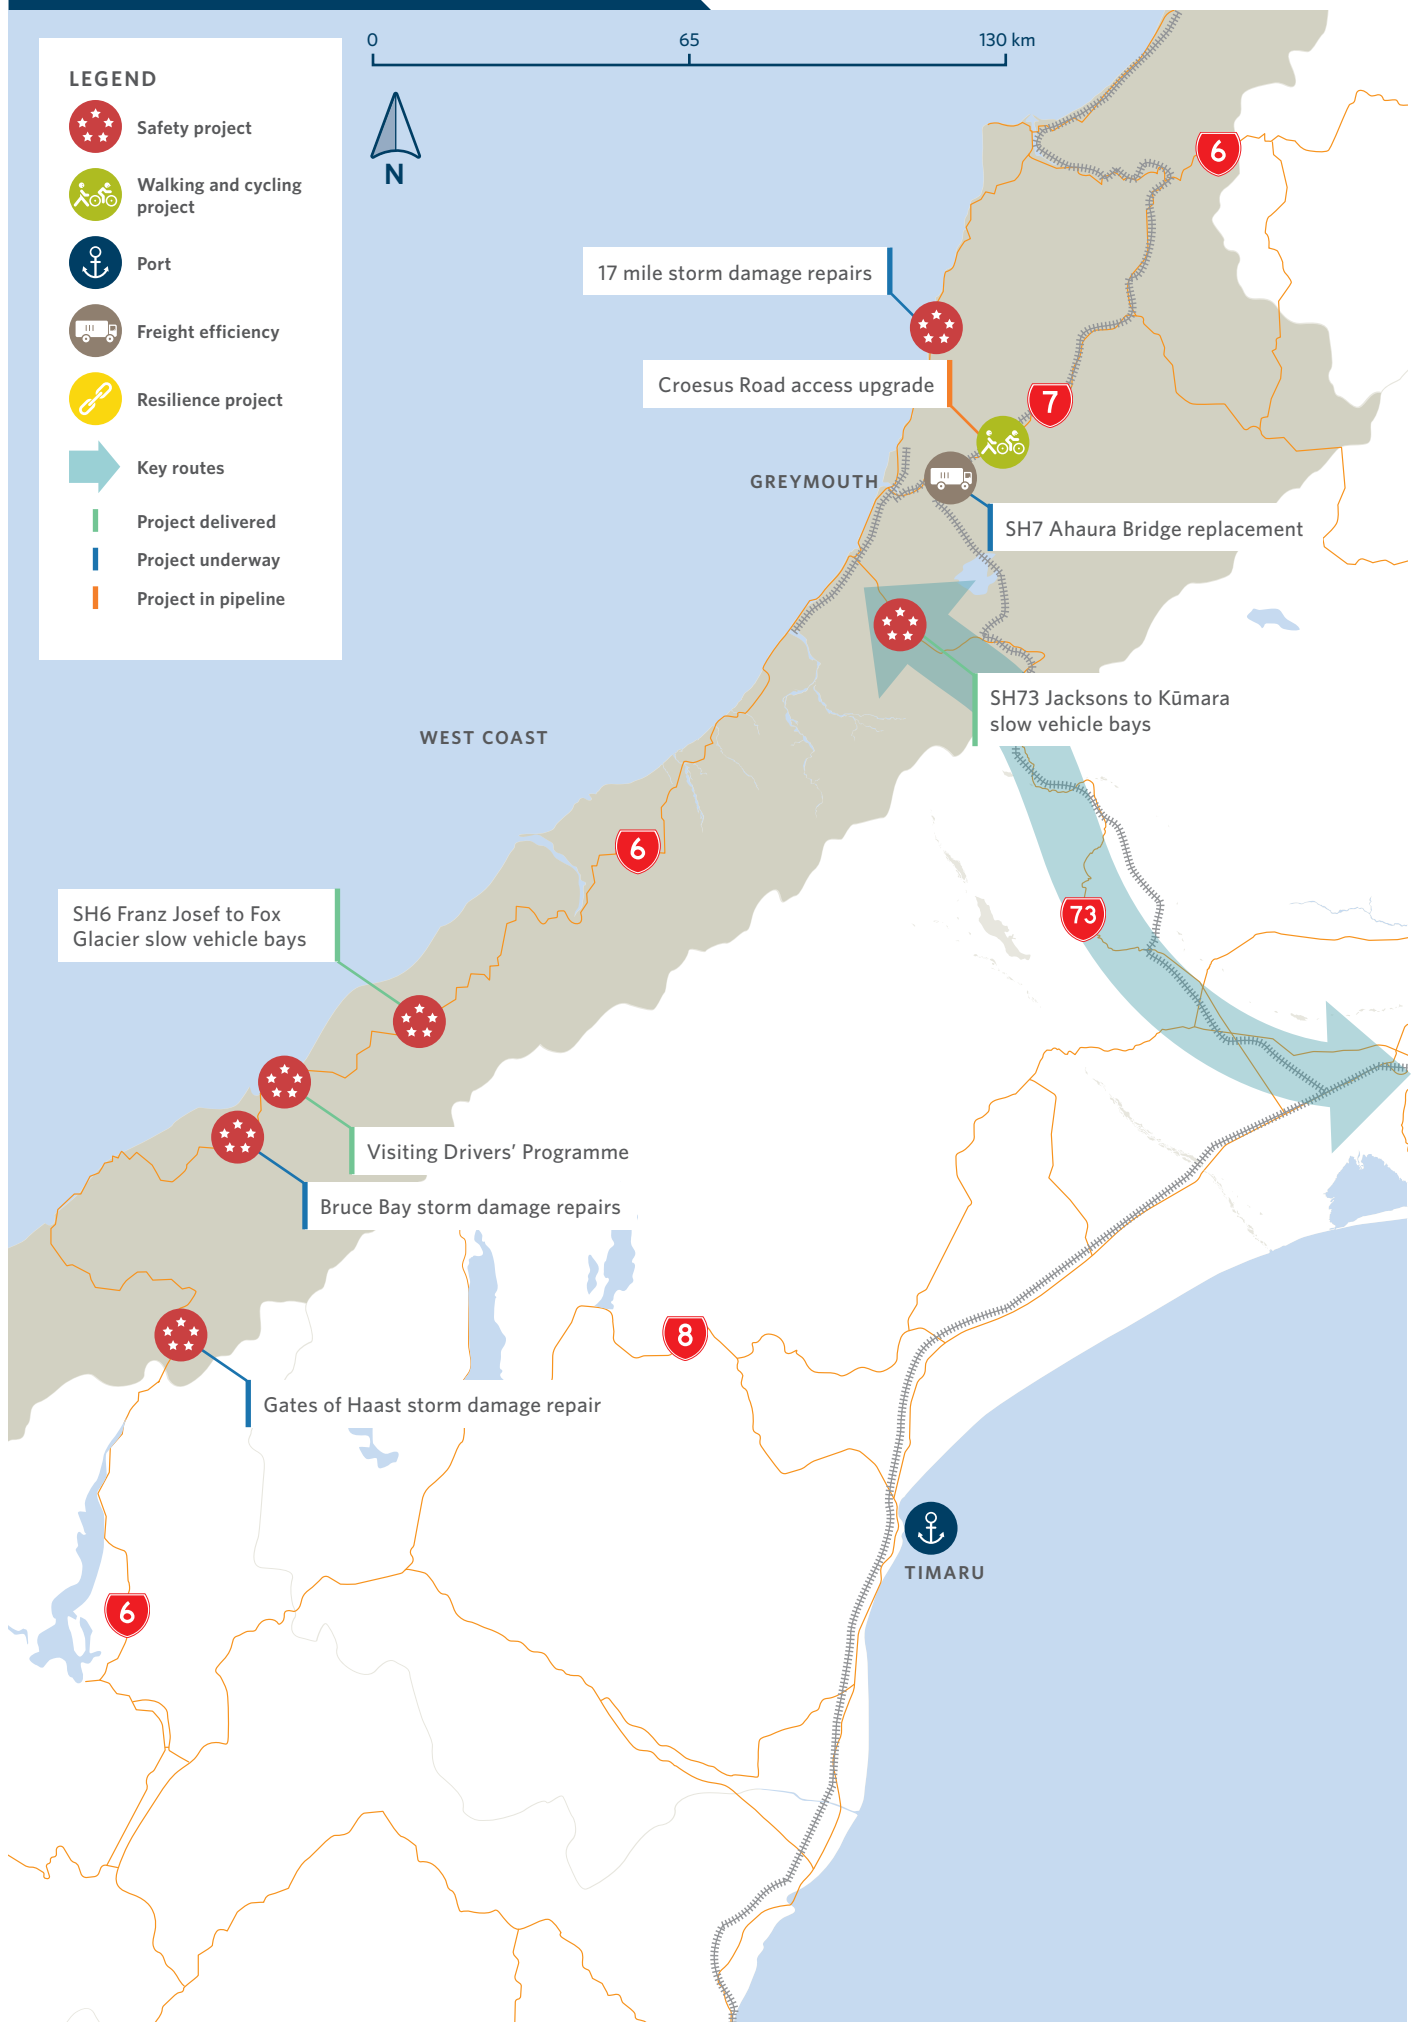 0 65 130 km
LEGEND
Safety project
Walking and cycling
project
Port
Freight efficiency
Resilience project
Key routes
Project delivered
Project underway
Project in pipeline
N
6
17 mile storm damage repairs
Croesus Road access upgrade
7
GREYMOUTH
SH7 Ahaura Bridge replacement
SH73 Jacksons to Kūmara
slow vehicle bays
WEST COAST
6
73
SH6 Franz Josef to Fox
Glacier slow vehicle bays
Visiting Drivers’ Programme
Bruce Bay storm damage repairs
8
Gates of Haast storm damage repair
TIMARU
6